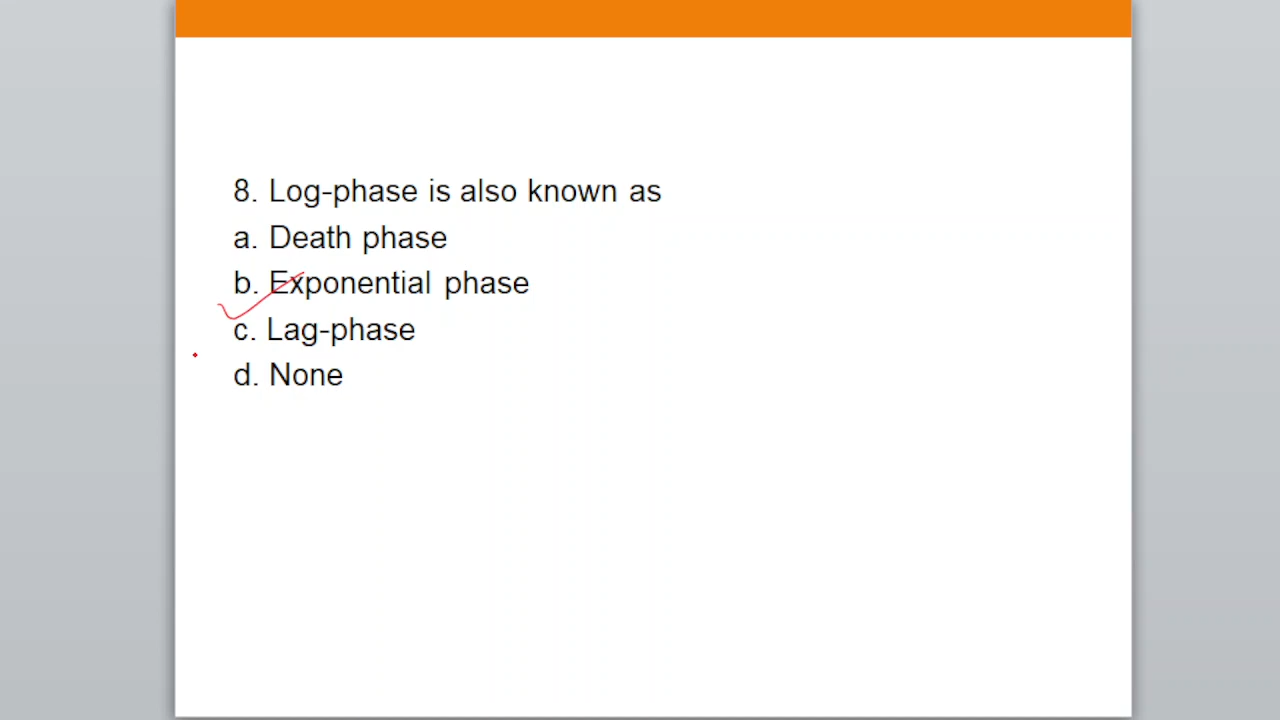 8. Log-phase is also known as
a. Death phase
b. Exponential phase
c. Lag-phase
d. None